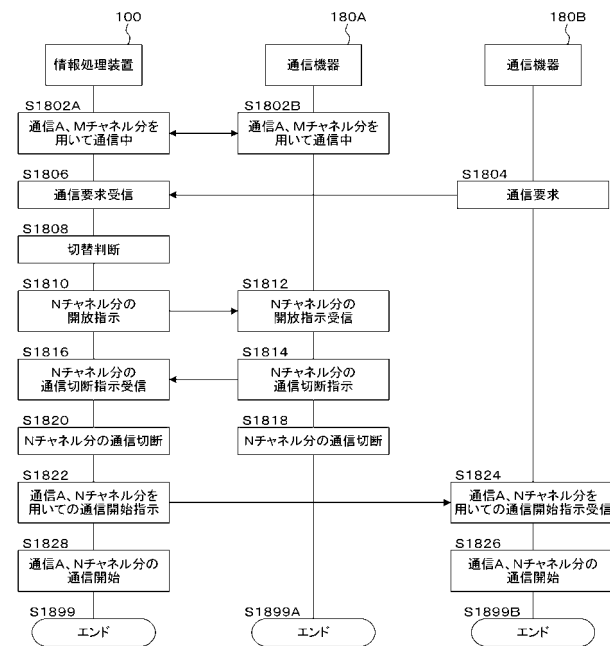 100
180A
180B
情報処理装置
通信機器
通信機器
S1802A
S1802B
通信A、Mチャネル分を
用いて通信中
通信A、Mチャネル分を
用いて通信中
S1806
S1804
通信要求受信
通信要求
S1808
切替判断
S1810
S1812
Nチャネル分の
開放指示
Nチャネル分の
開放指示受信
S1816
S1814
Nチャネル分の
通信切断指示受信
Nチャネル分の
通信切断指示
S1820
S1818
Nチャネル分の通信切断
Nチャネル分の通信切断
S1822
S1824
通信A、Nチャネル分を
用いての通信開始指示
通信A、Nチャネル分を
用いての通信開始指示受信
S1828
S1826
通信A、Nチャネル分の
通信開始
通信A、Nチャネル分の
通信開始
S1899
S1899A
S1899B
エンド
エンド
エンド